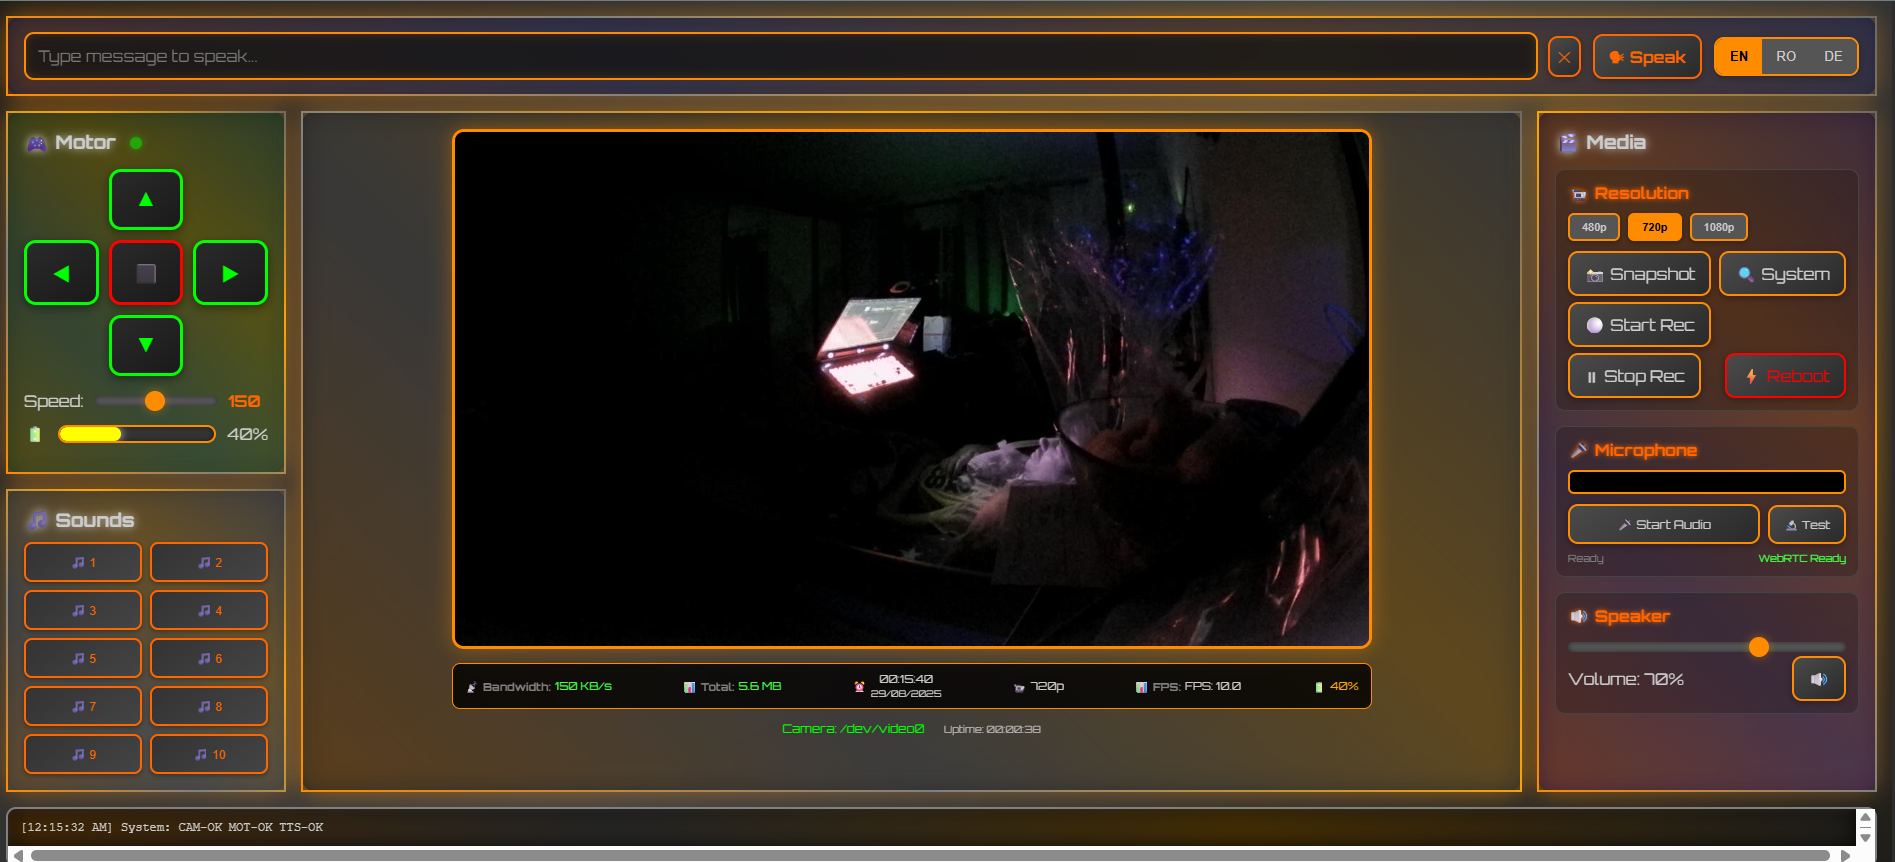 Type message to speak...
Speak
EN RO DE
Motor
Speed: 150
40%
Sounds
1 2
3 4
5 6
7 8
9 10
Bandwidth: 150 KB/s
Total: 5.6 MB
00:15:40
29/08/2025
720p
FPS: FPS: 10.0
40%
Camera: /dev/video0 Uptime: 00:00:38
Media
Resolution
480p 720p 1080p
Snapshot System
Start Rec
Stop Rec Reboot
Microphone
Start Audio Test
Ready WebRTC Ready
Speaker
Volume: 70%
[12:15:32 AM] System: CAM-OK MOT-OK TTS-OK